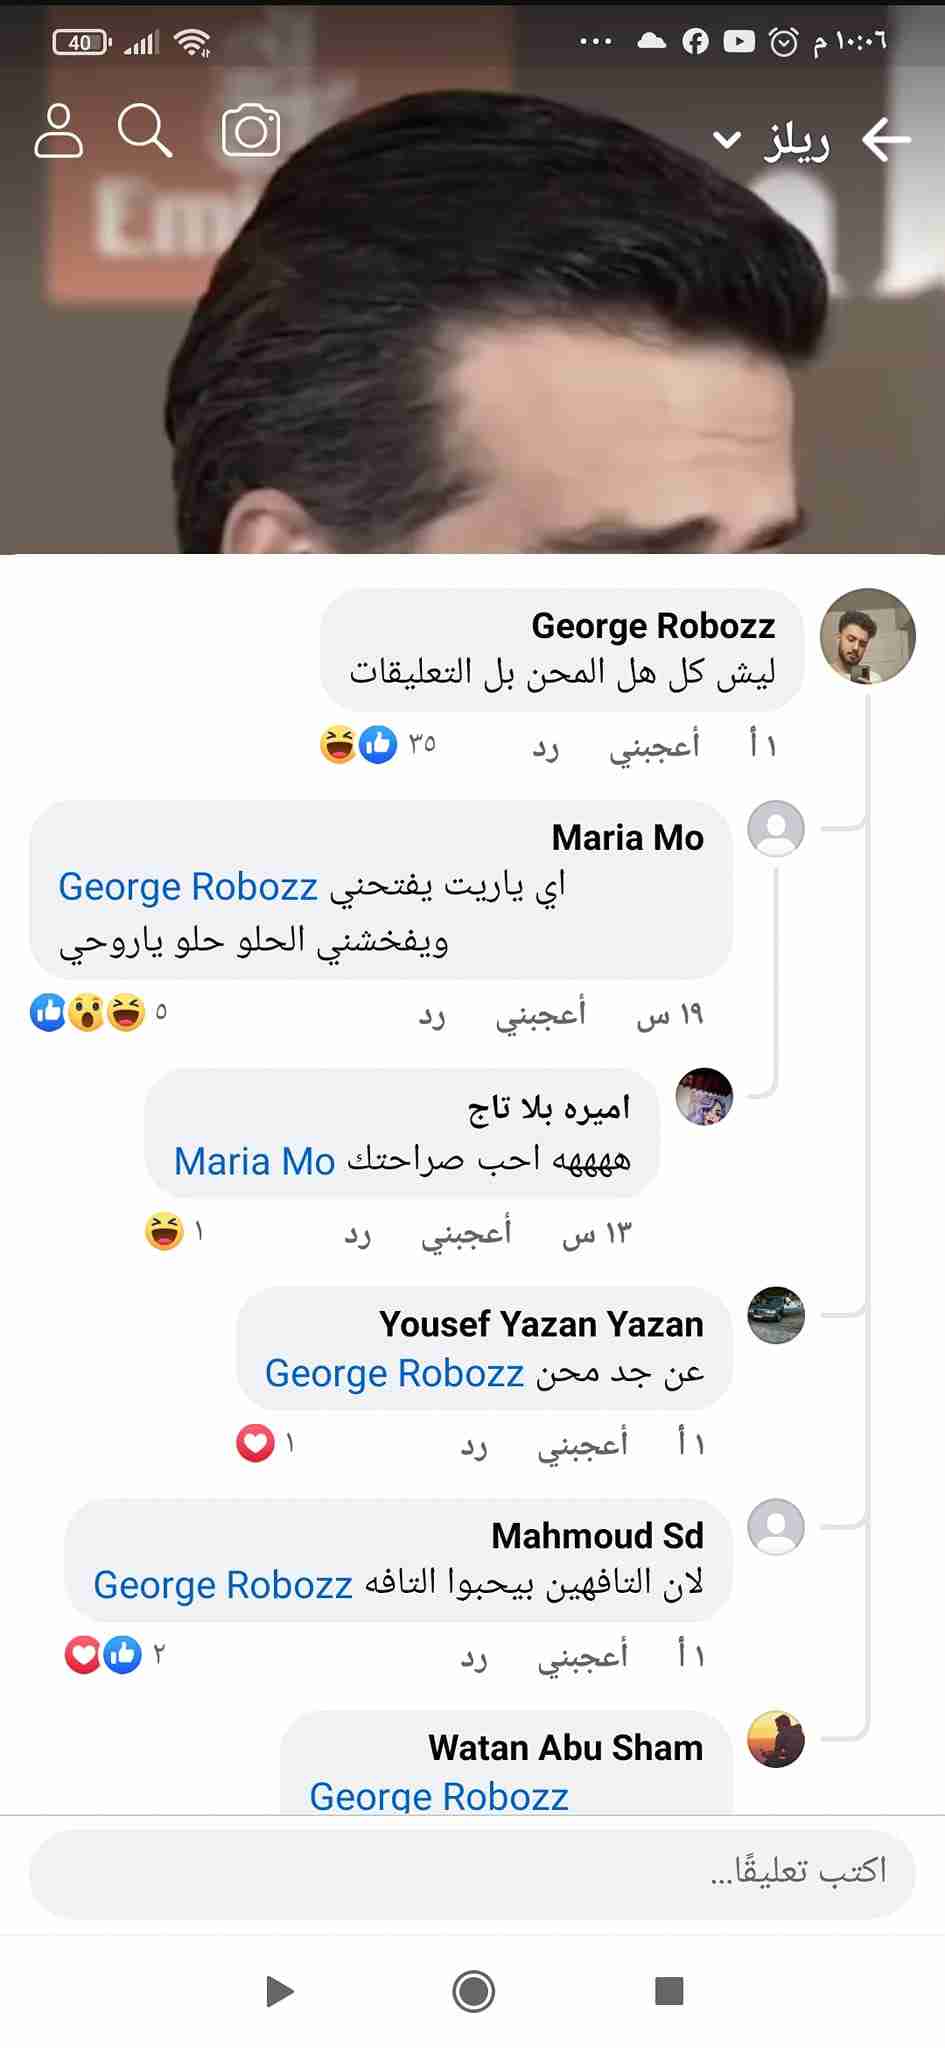 40
١٠:٠٦ م
ريلز
Emi
George Robozz
ليش كل هل المحن بل التعليقات
١ أ أعجبني رد ٣٥
Maria Mo
George Robozz اي ياريت يفتحني
ويفخشني الحلو حلو ياروحي
١٩ س أعجبني رد ٥
اميره بلا تاج
Maria Mo ههههه احب صراحتك
١٣ س أعجبني رد ١
Yousef Yazan Yazan
George Robozz عن جد محن
١ أ أعجبني رد ١
Mahmoud Sd
George Robozz لان التافهين بيحبوا التافه
١ أ أعجبني رد ٢
Watan Abu Sham
George Robozz
اكتب تعليقًا...